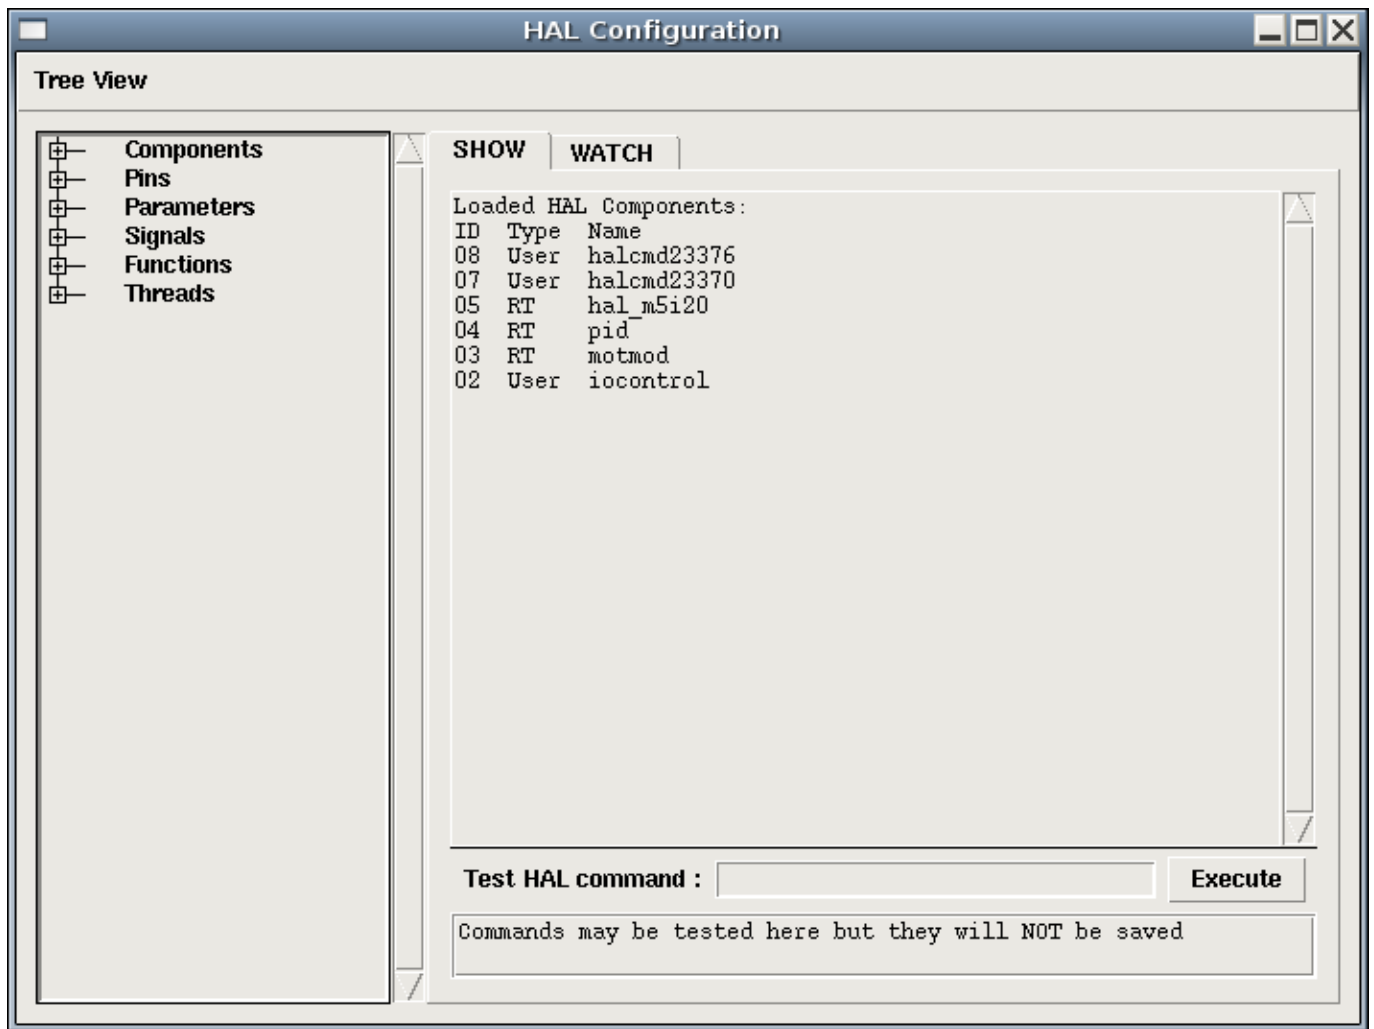 HAL Configuration
Tree View
Components
Pins
Parameters
Signals
Functions
Threads
SHOW WATCH
Loaded HAL Components:
ID Type Name
08 User halcmd23376
07 User halcmd23370
05 RT hal_m5i20
04 RT pid
03 RT motmod
02 User iocontrol
Test HAL command : Execute
Commands may be tested here but they will NOT be saved